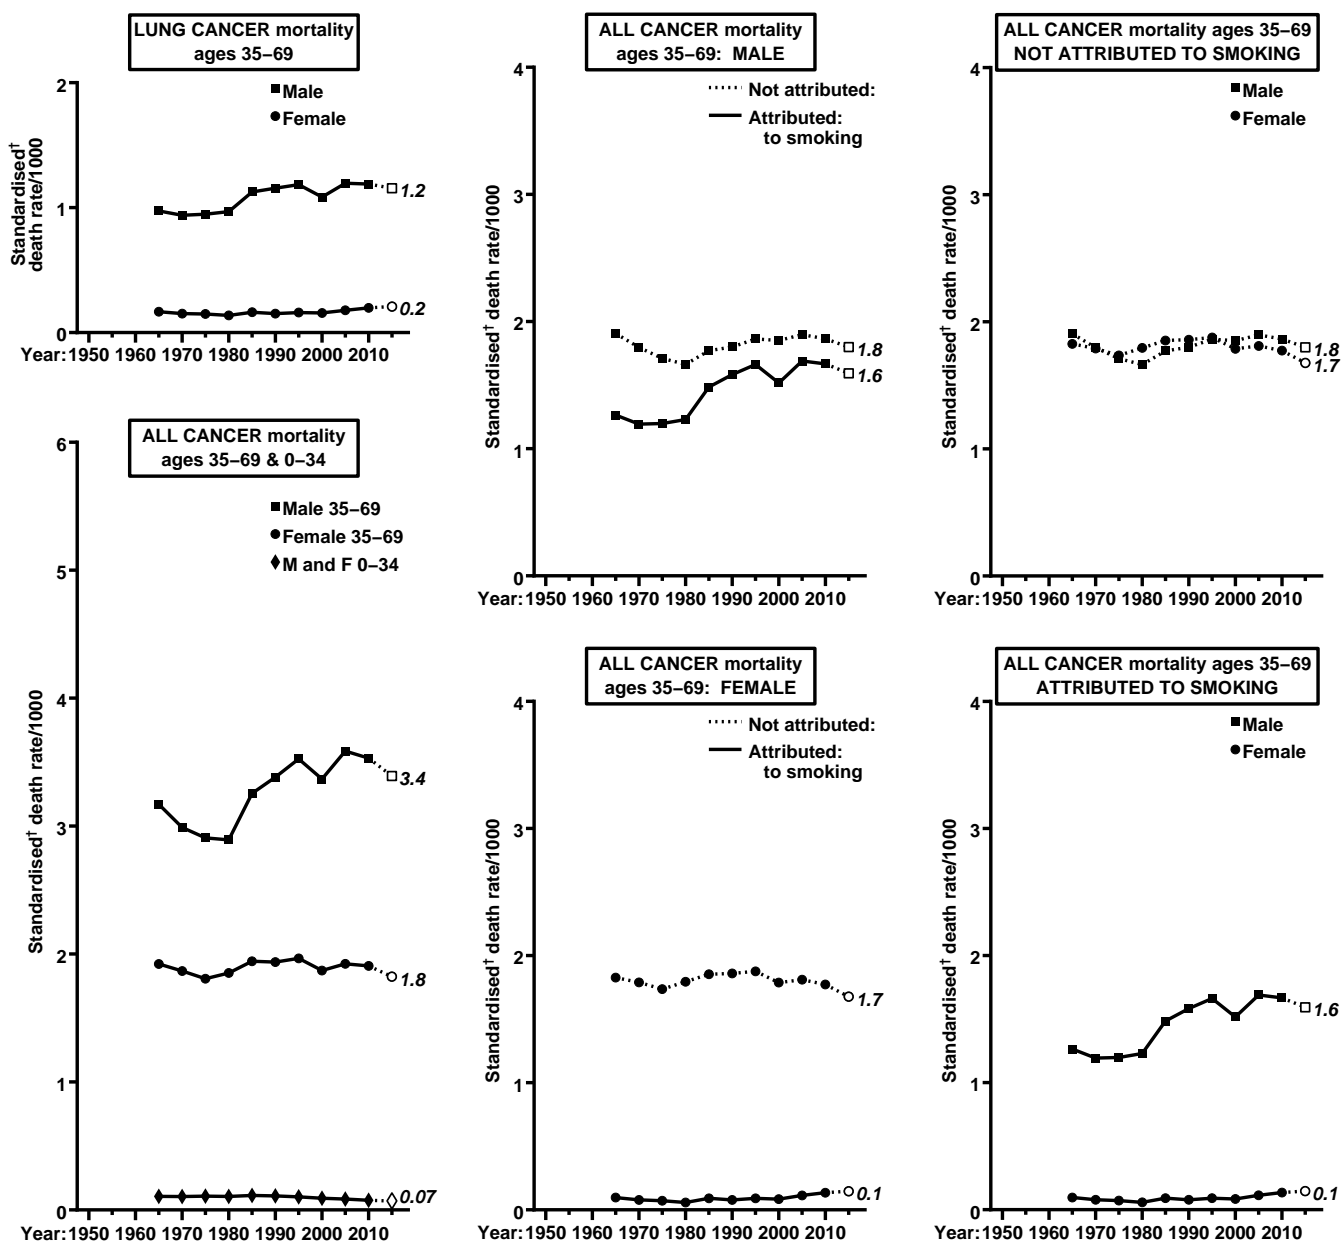 LUNG CANCER mortality
ages 35–69
Male
Female
2
1
0
Standardised†
death rate/1000
1.2
0.2
Year: 1950 1960 1970 1980 1990 2000 2010
ALL CANCER mortality
ages 35–69: MALE
Not attributed:
Attributed:
to smoking
4
3
2
1
0
Standardised† death rate/1000
1.8
1.6
Year: 1950 1960 1970 1980 1990 2000 2010
ALL CANCER mortality ages 35–69
NOT ATTRIBUTED TO SMOKING
Male
Female
4
3
2
1
0
Standardised† death rate/1000
1.8
1.7
Year: 1950 1960 1970 1980 1990 2000 2010
ALL CANCER mortality
ages 35–69 & 0–34
Male 35–69
Female 35–69
M and F 0–34
6
5
4
3
2
1
0
Standardised† death rate/1000
3.4
1.8
0.07
Year: 1950 1960 1970 1980 1990 2000 2010
ALL CANCER mortality
ages 35–69: FEMALE
Not attributed:
Attributed:
to smoking
4
3
2
1
0
Standardised† death rate/1000
1.7
0.1
Year: 1950 1960 1970 1980 1990 2000 2010
ALL CANCER mortality ages 35–69
ATTRIBUTED TO SMOKING
Male
Female
4
3
2
1
0
Standardised† death rate/1000
1.6
0.1
Year: 1950 1960 1970 1980 1990 2000 2010